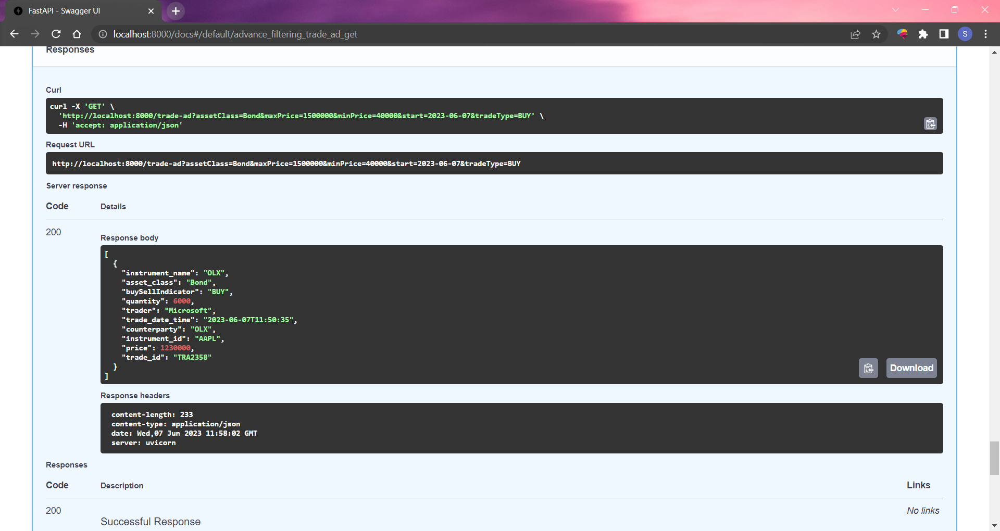 FastAPI - Swagger UI
localhost:8000/docs#/default/advance_filtering_trade_ad_get
S
Responses
Curl
curl -X 'GET' \
  'http://localhost:8000/trade-ad?assetClass=Bond&maxPrice=1500000&minPrice=40000&start=2023-06-07&tradeType=BUY' \
  -H 'accept: application/json'
Request URL
http://localhost:8000/trade-ad?assetClass=Bond&maxPrice=1500000&minPrice=40000&start=2023-06-07&tradeType=BUY
Server response
Code Details
200
Response body
[
  {
    "instrument_name": "OLX",
    "asset_class": "Bond",
    "buySellIndicator": "BUY",
    "quantity": 6000,
    "trader": "Microsoft",
    "trade_date_time": "2023-06-07T11:50:35",
    "counterparty": "OLX",
    "instrument_id": "AAPL",
    "price": 1230000,
    "trade_id": "TRA2358"
  }
]
Download
Response headers
content-length: 233
content-type: application/json
date: Wed,07 Jun 2023 11:58:02 GMT
server: uvicorn
Responses
Code Description Links
200 No links
Successful Response